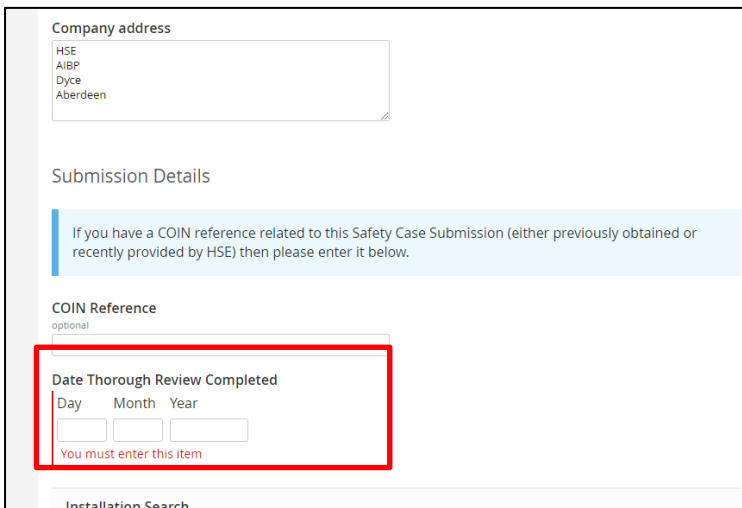 Company address
HSE
AIBP
Dyce
Aberdeen
Submission Details
If you have a COIN reference related to this Safety Case Submission (either previously obtained or
recently provided by HSE) then please enter it below.
COIN Reference
optional
Date Thorough Review Completed
Day Month Year
You must enter this item
Installation Search